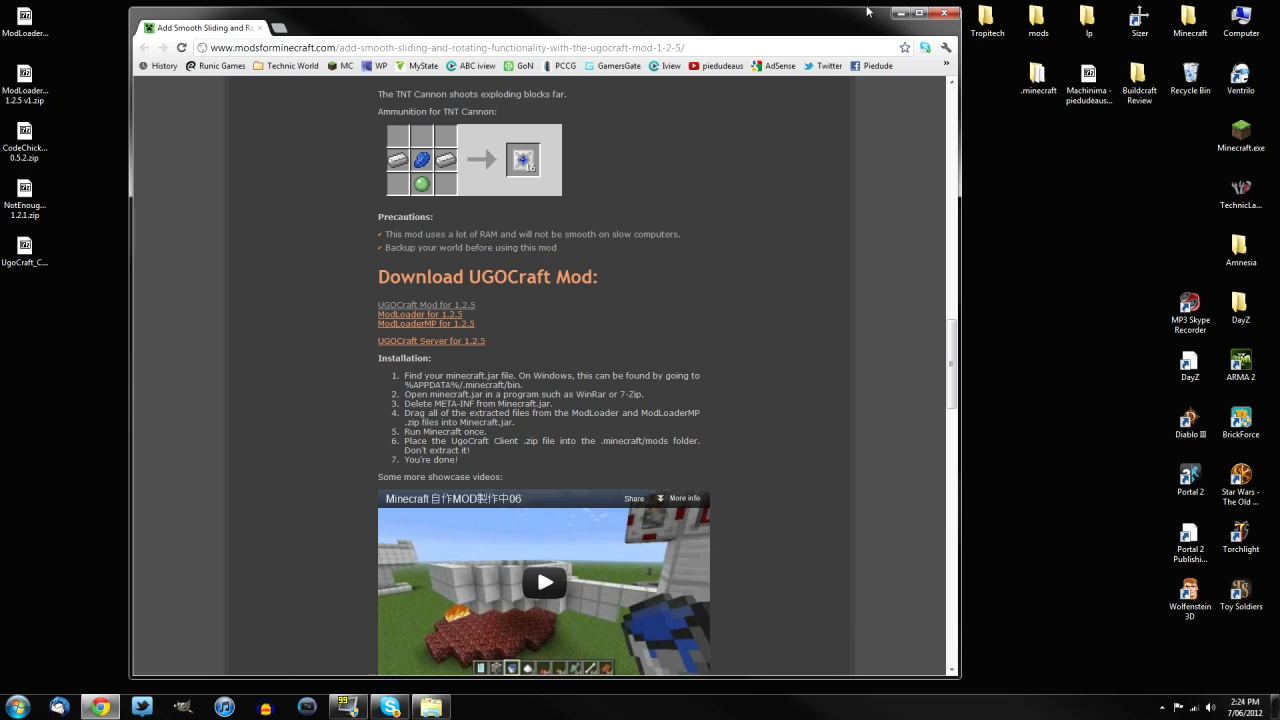 ModLoader...
ModLoader...
1.2.5 v1.zip
CodeChick...
0.5.2.zip
NotEnoug...
1.2.1.zip
UgoCraft_C...
Add Smooth Sliding and Ro
www.modsforminecraft.com/add-smooth-sliding-and-rotating-functionality-with-the-ugocraft-mod-1-2-5/
History
Runic Games
Technic World
MC
WP
MyState
ABC iview
GoN
PCCG
GamersGate
Iview
piedudeaus
AdSense
Twitter
Piedude
»
The TNT Cannon shoots exploding blocks far.
Ammunition for TNT Cannon:
16
Precautions:
This mod uses a lot of RAM and will not be smooth on slow computers.
Backup your world before using this mod
Download UGOCraft Mod:
UGOCraft Mod for 1.2.5
ModLoader for 1.2.5
ModLoaderMP for 1.2.5
UGOCraft Server for 1.2.5
Installation:
1. Find your minecraft.jar file. On Windows, this can be found by going to
%APPDATA%/.minecraft/bin.
2. Open minecraft.jar in a program such as WinRar or 7-Zip.
3. Delete META-INF from Minecraft.jar.
4. Drag all of the extracted files from the ModLoader and ModLoaderMP
.zip files into Minecraft.jar.
5. Run Minecraft once.
6. Place the UgoCraft Client .zip file into the .minecraft/mods folder.
Don't extract it!
7. You're done!
Some more showcase videos:
Minecraft 自作MOD製作中06
Share
More info
Tropitech
mods
lp
Sizer
Minecraft
Computer
.minecraft
Machinima -
piedudeaus...
Buildcraft
Review
Recycle Bin
Ventrilo
Minecraft.exe
TechnicLa...
Amnesia
MP3 Skype
Recorder
DayZ
DayZ
ARMA 2
Diablo III
BrickForce
Portal 2
Star Wars -
The Old ...
Portal 2
Publishi...
Torchlight
Wolfenstein
3D
Toy Soldiers
99
2:24 PM
7/06/2012